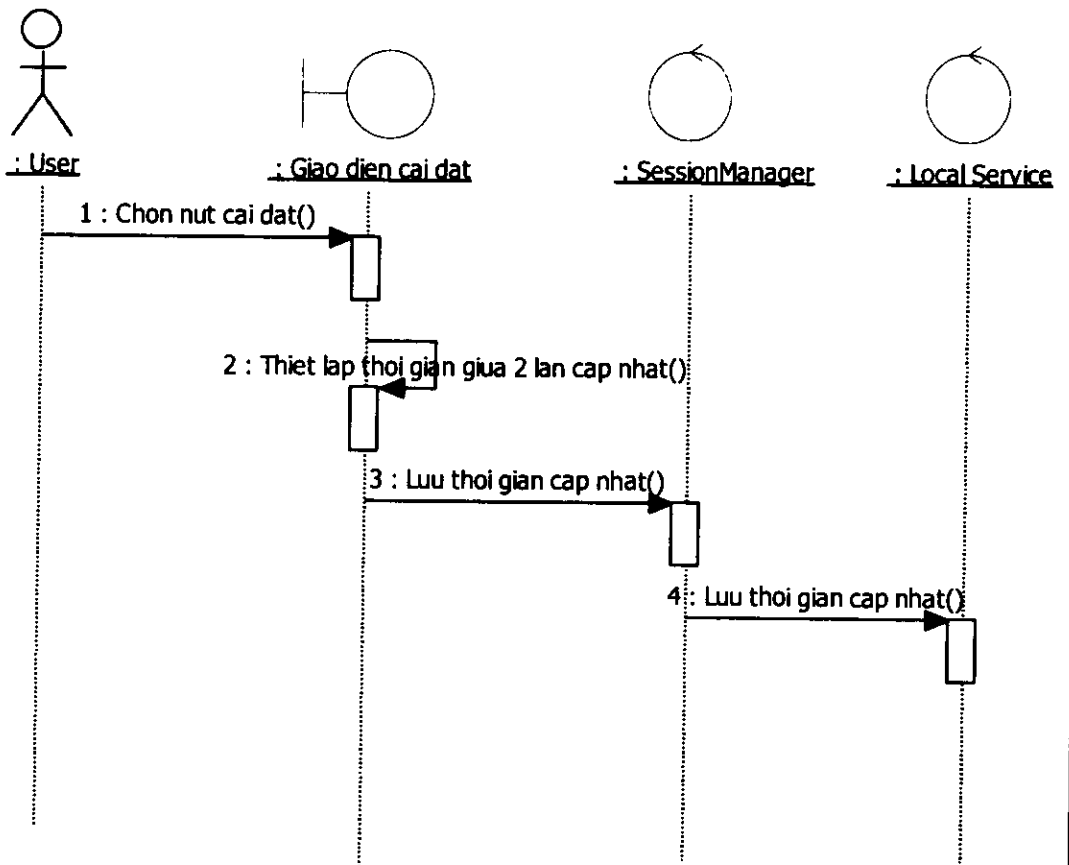 : User
: Giao dien cai dat
: SessionManager
: Local Service
1 : Chon nut cai dat()
2 : Thiet lap thoi gian giua 2 lan cap nhat()
3 : Luu thoi gian cap nhat()
4 : Luu thoi gian cap nhat()